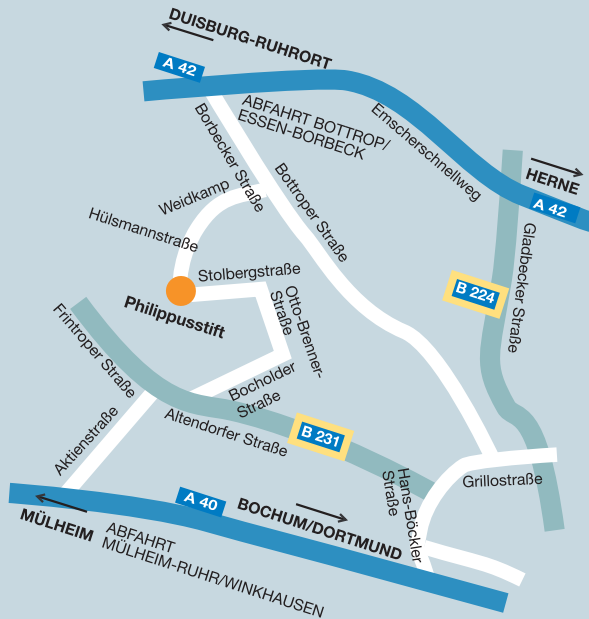 DUISBURG-RUHRORT
A 42
ABFAHRT BOTTROP/
ESSEN-BORBECK
Emscherschnellweg
HERNE
A 42
Borbecker Straße
Bottroper Straße
Weidkamp
Hülsmannstraße
Gladbecker Straße
Stolbergstraße
B 224
Otto-Brenner-
Straße
Philippusstift
Frintroper Straße
Bocholder
Straße
Aktienstraße
Altendorfer Straße
B 231
Hans-Böckler
Straße
Grillostraße
A 40
BOCHUM/DORTMUND
MÜLHEIM
ABFAHRT
MÜLHEIM-RUHR/WINKHAUSEN